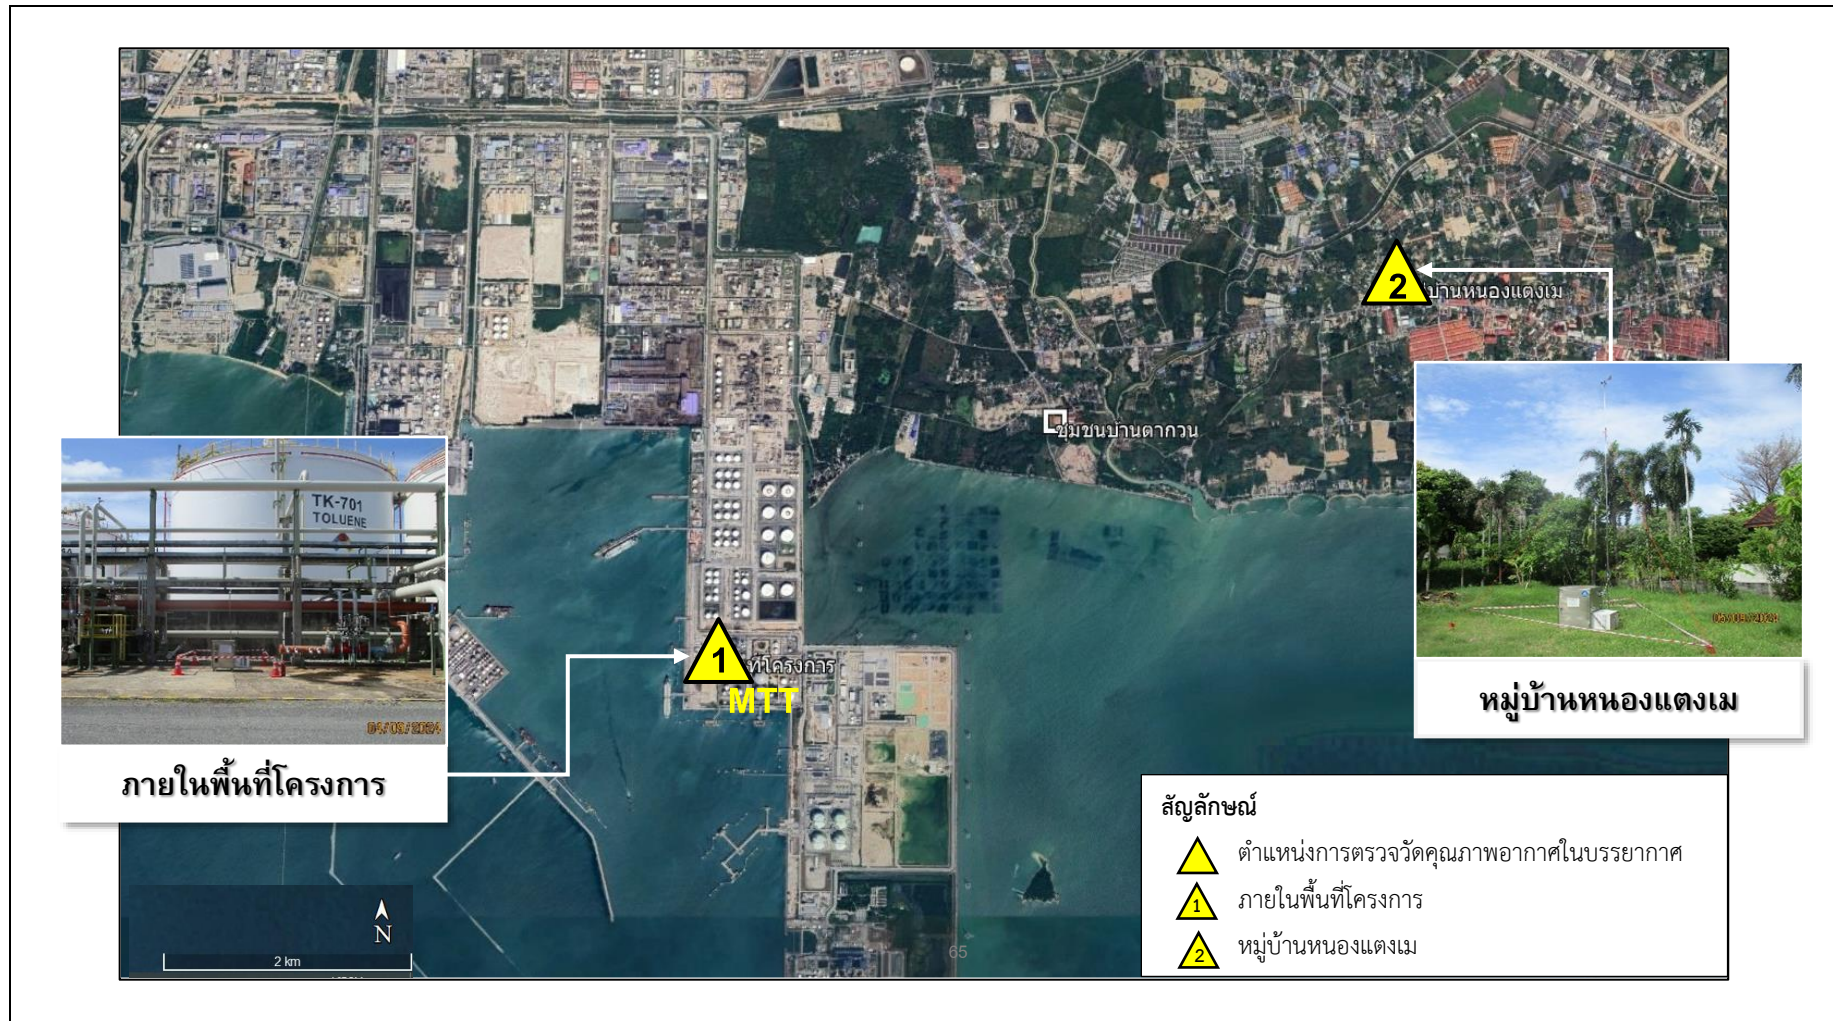 2
บ้านหนองแตงเม
ชุมชนบ้านตากวน
TK-701
TOLUENE
04/09/2024
ภายในพื้นที่โครงการ
1
ที่โครงการ
MTT
05/09/2024
หมู่บ้านหนองแตงเม
สัญลักษณ์
ตำแหน่งการตรวจวัดคุณภาพอากาศในบรรยากาศ
1 ภายในพื้นที่โครงการ
2 หมู่บ้านหนองแตงเม
N
2 km
65